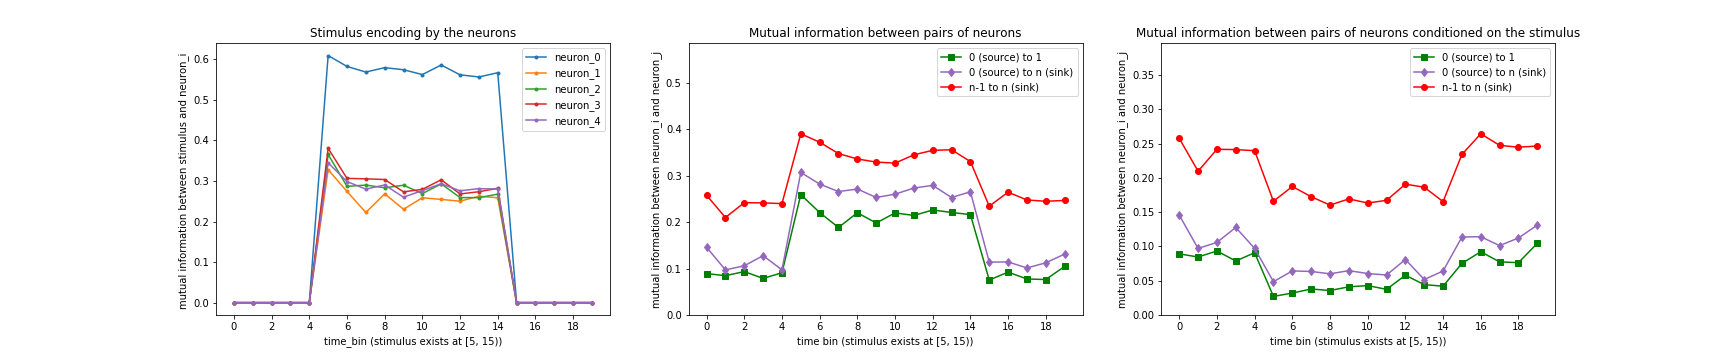 Stimulus encoding by the neurons
mutual information between stimulus and neuron_i
0.6
0.5
0.4
0.3
0.2
0.1
0.0
neuron_0
neuron_1
neuron_2
neuron_3
neuron_4
0 2 4 6 8 10 12 14 16 18
time_bin (stimulus exists at [5, 15))
Mutual information between pairs of neurons
mutual information between neuron_i and neuron_j
0.5
0.4
0.3
0.2
0.1
0.0
0 (source) to 1
0 (source) to n (sink)
n-1 to n (sink)
0 2 4 6 8 10 12 14 16 18
time bin (stimulus exists at [5, 15))
Mutual information between pairs of neurons conditioned on the stimulus
mutual information between neuron_i and neuron_j
0.35
0.30
0.25
0.20
0.15
0.10
0.05
0.00
0 (source) to 1
0 (source) to n (sink)
n-1 to n (sink)
0 2 4 6 8 10 12 14 16 18
time bin (stimulus exists at [5, 15))